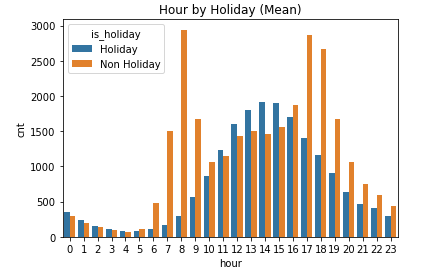 Hour by Holiday (Mean)
is_holiday
Holiday
Non Holiday
3000
2500
2000
1500
1000
500
0
cnt
0 1 2 3 4 5 6 7 8 9 10 11 12 13 14 15 16 17 18 19 20 21 22 23
hour